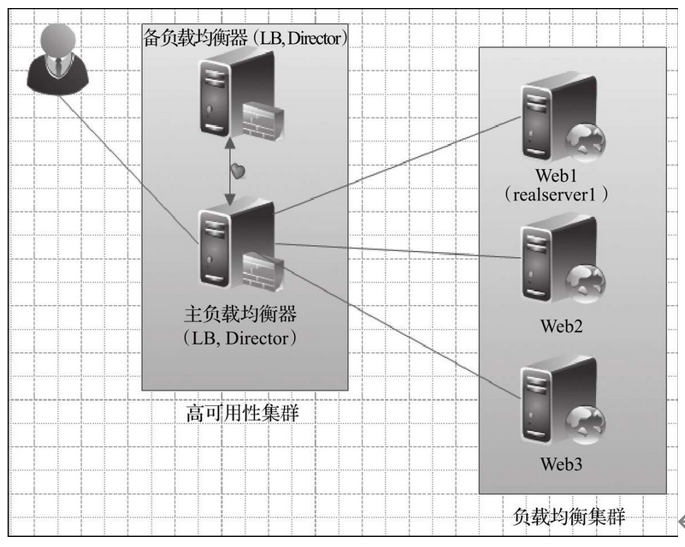 备负载均衡器(LB, Director)
主负载均衡器
(LB, Director)
高可用性集群
Web1
(realserver1)
Web2
Web3
负载均衡集群